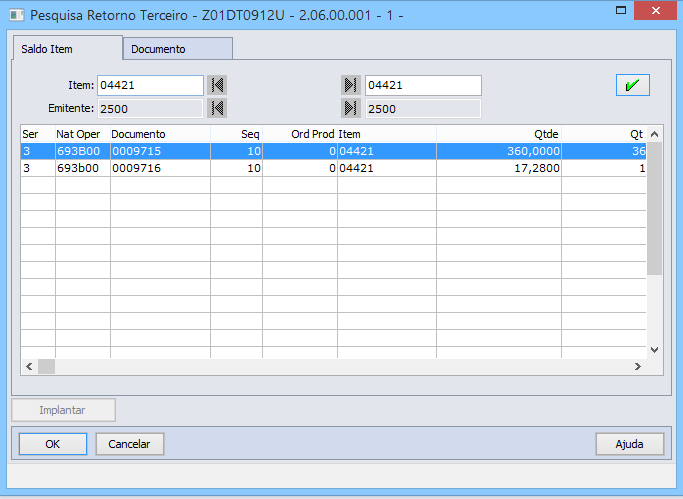 Pesquisa Retorno Terceiro - Z01DT0912U - 2.06.00.001 - 1 -
Saldo Item Documento
Item: 04421 04421
Emitente: 2500 2500
Ser Nat Oper Documento Seq Ord Prod Item Qtde Qt
3 693B00 0009715 10 0 04421 360,0000 36
3 693b00 0009716 10 0 04421 17,2800 1
Implantar
OK Cancelar Ajuda